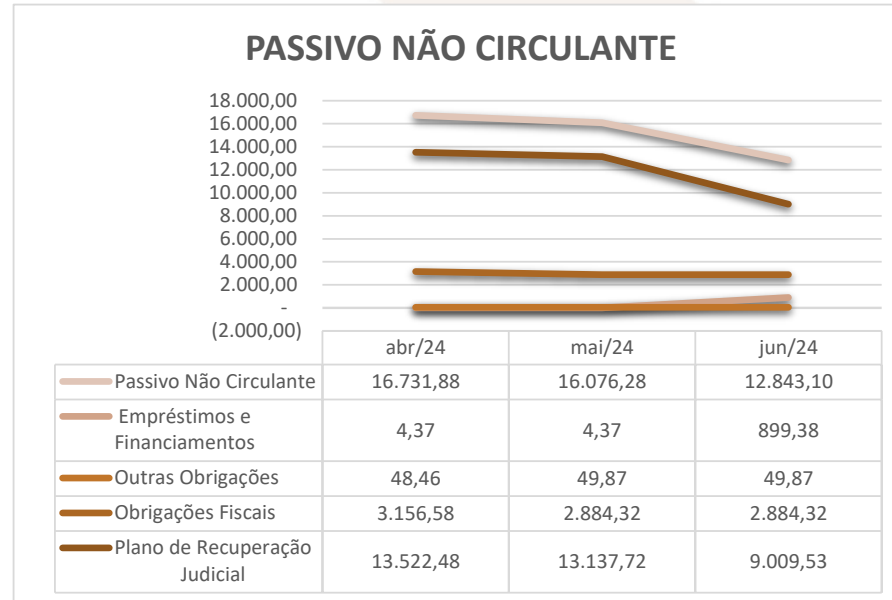 PASSIVO NÃO CIRCULANTE
18.000,00
16.000,00
14.000,00
12.000,00
10.000,00
8.000,00
6.000,00
4.000,00
2.000,00
-
(2.000,00)
abr/24 mai/24 jun/24
Passivo Não Circulante 16.731,88 16.076,28 12.843,10
Empréstimos e
Financiamentos 4,37 4,37 899,38
Outras Obrigações 48,46 49,87 49,87
Obrigações Fiscais 3.156,58 2.884,32 2.884,32
Plano de Recuperação
Judicial 13.522,48 13.137,72 9.009,53